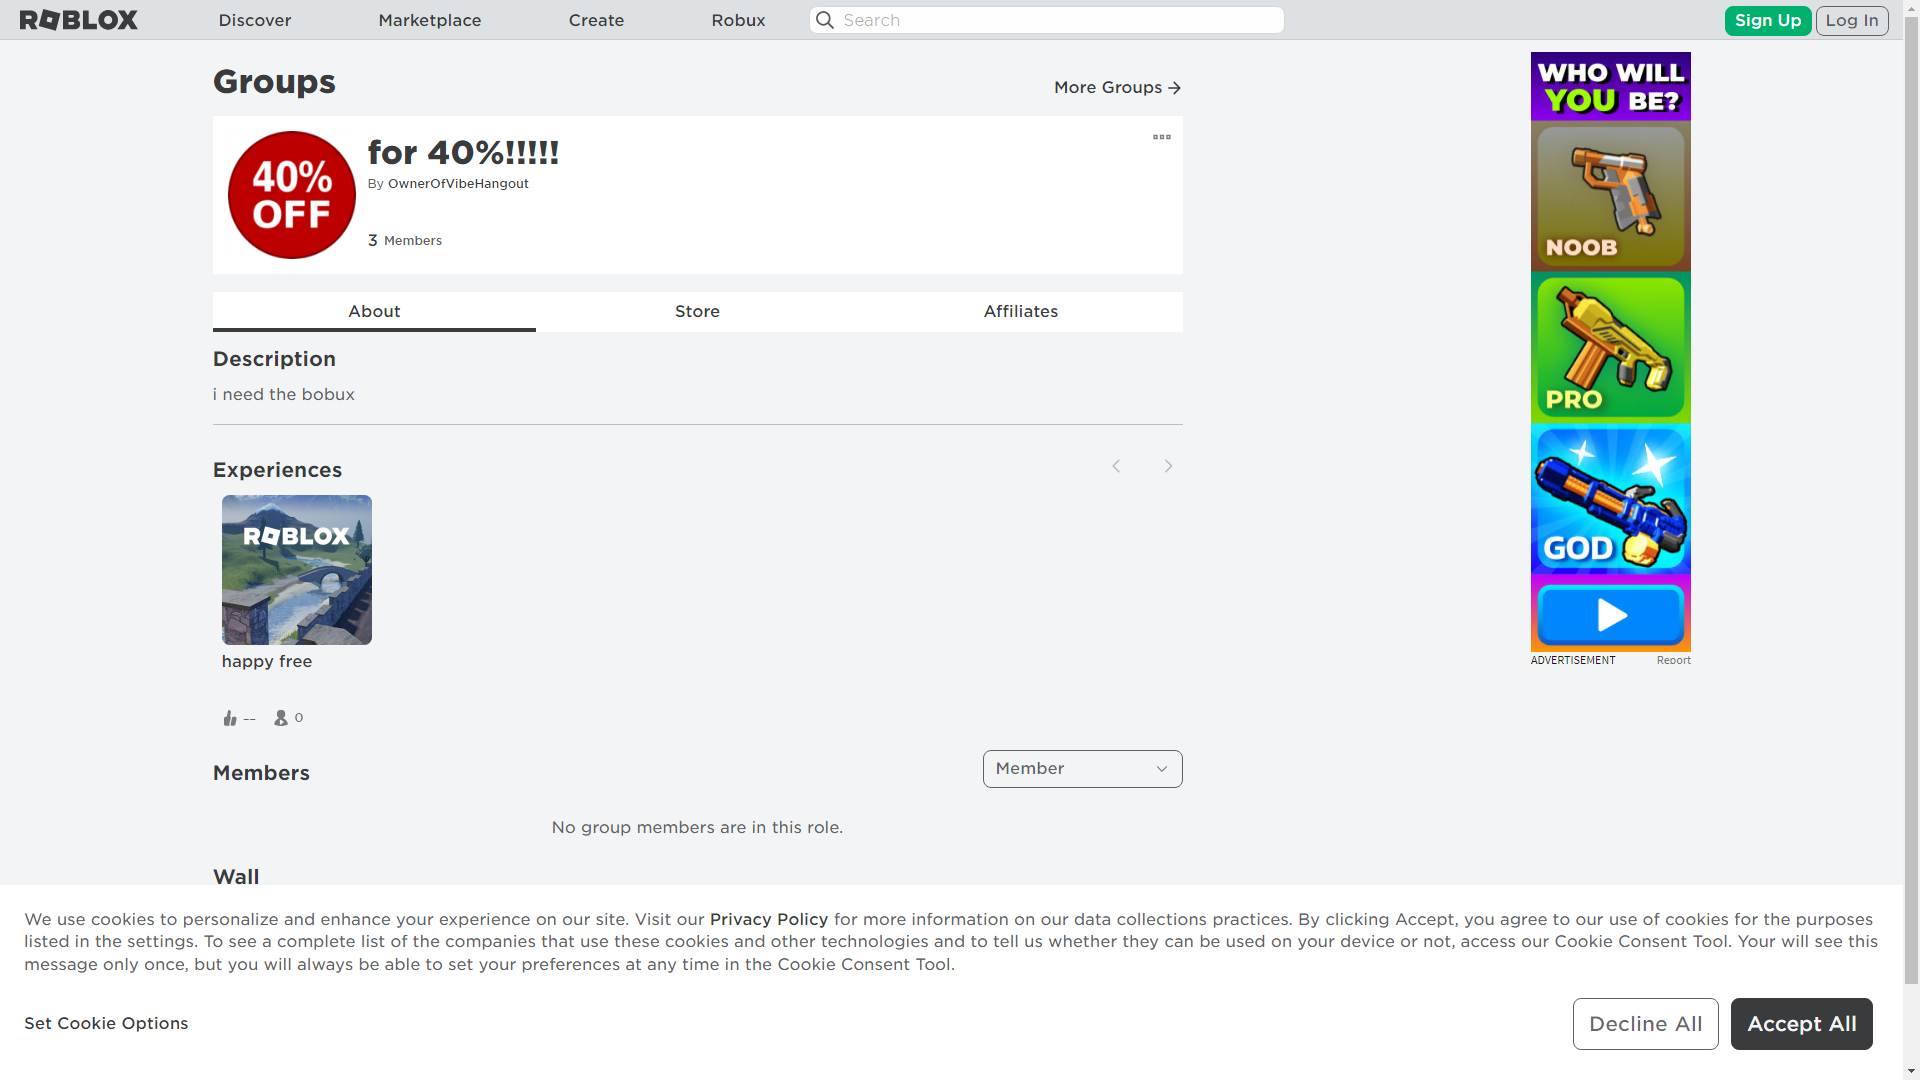 ROBLOX
Discover
Marketplace
Create
Robux
Search
Sign Up
Log In
Groups
More Groups
40%
OFF
for 40%!!!!!
By OwnerOfVibeHangout
3 Members
About
Store
Affiliates
Description
i need the bobux
Experiences
ROBLOX
happy free
--
0
Members
Member
No group members are in this role.
Wall
WHO WILL
YOU BE?
NOOB
PRO
GOD
ADVERTISEMENT
Report
We use cookies to personalize and enhance your experience on our site. Visit our Privacy Policy for more information on our data collections practices. By clicking Accept, you agree to our use of cookies for the purposes
listed in the settings. To see a complete list of the companies that use these cookies and other technologies and to tell us whether they can be used on your device or not, access our Cookie Consent Tool. Your will see this
message only once, but you will always be able to set your preferences at any time in the Cookie Consent Tool.
Set Cookie Options
Decline All
Accept All